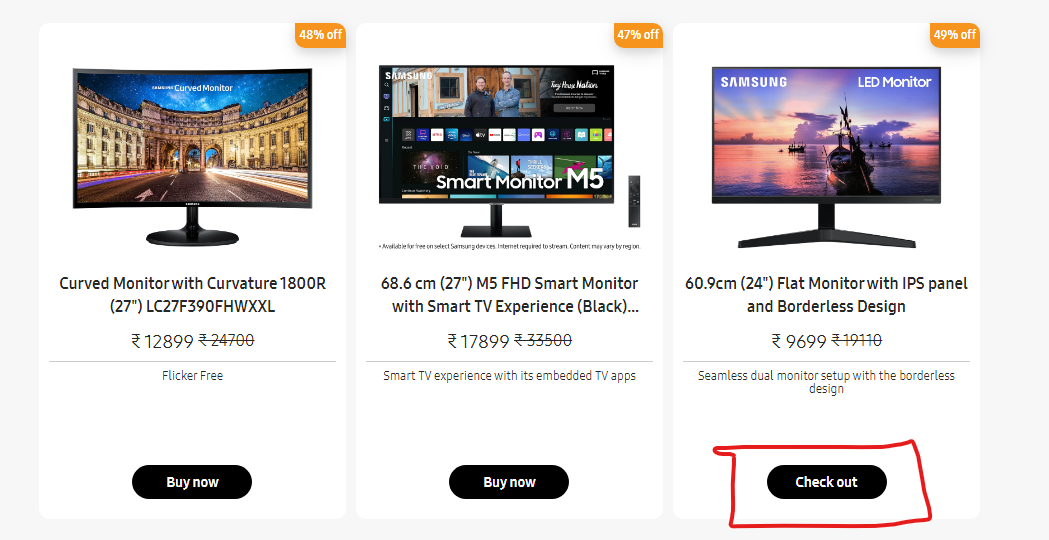 48% off
47% off
49% off
SAMSUNG Curved Monitor
SAMSUNG
Smart Monitor M5
SAMSUNG
LED Monitor
• Available for free on select Samsung devices. Internet required to stream. Content may vary by region.
Curved Monitor with Curvature 1800R
(27") LC27F390FHWXXL
₹ 12899 ₹ 24700
Flicker Free
Buy now
68.6 cm (27") M5 FHD Smart Monitor
with Smart TV Experience (Black)...
₹ 17899 ₹ 33500
Smart TV experience with its embedded TV apps
Buy now
60.9cm (24") Flat Monitor with IPS panel
and Borderless Design
₹ 9699 ₹ 19110
Seamless dual monitor setup with the borderless
design
Check out